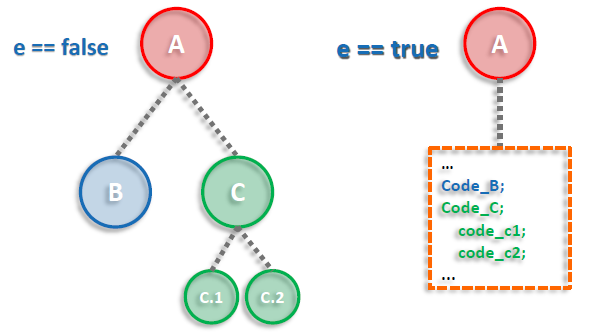 e == false
A
B
C
C.1
C.2
e == true
A
...
Code_B;
Code_C;
code_c1;
code_c2;
...